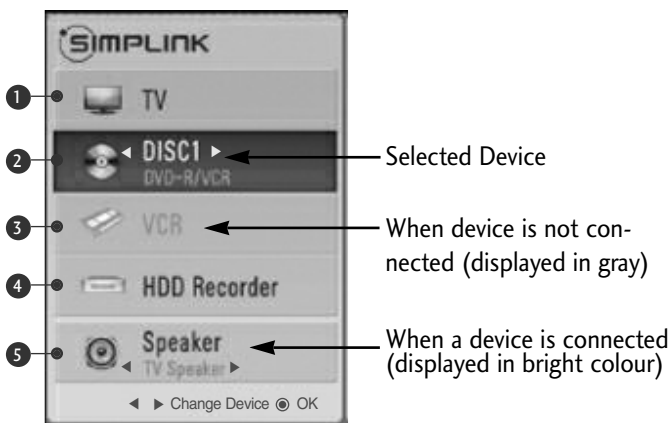 SIMPLINK
1 TV
2 ◀ DISC1 ▶ Selected Device
DVD-R/VCR
3 VCR When device is not con-
nected (displayed in gray)
4 HDD Recorder
5 Speaker When a device is connected
◀ TV Speaker ▶ (displayed in bright colour)
◀ ▶ Change Device ◉ OK